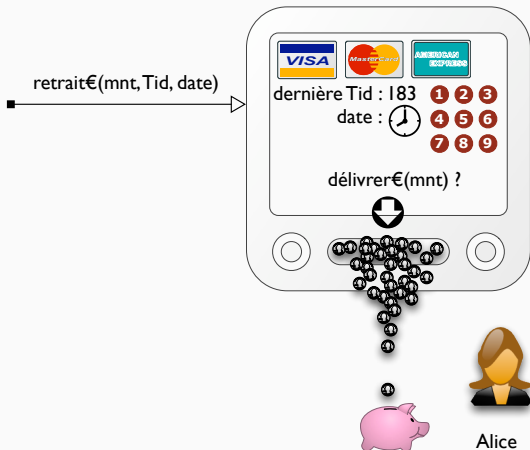 VISA MasterCard AMERICAN EXPRESS
retrait€(mnt, Tid, date)
dernière Tid : 183
date :
1 2 3
4 5 6
7 8 9
délivrer€(mnt) ?
Alice